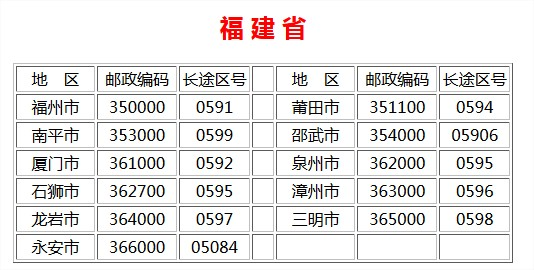 福 建 省
地 区 邮政编码 长途区号 地 区 邮政编码 长途区号
福州市 350000 0591 莆田市 351100 0594
南平市 353000 0599 邵武市 354000 05906
厦门市 361000 0592 泉州市 362000 0595
石狮市 362700 0595 漳州市 363000 0596
龙岩市 364000 0597 三明市 365000 0598
永安市 366000 05084